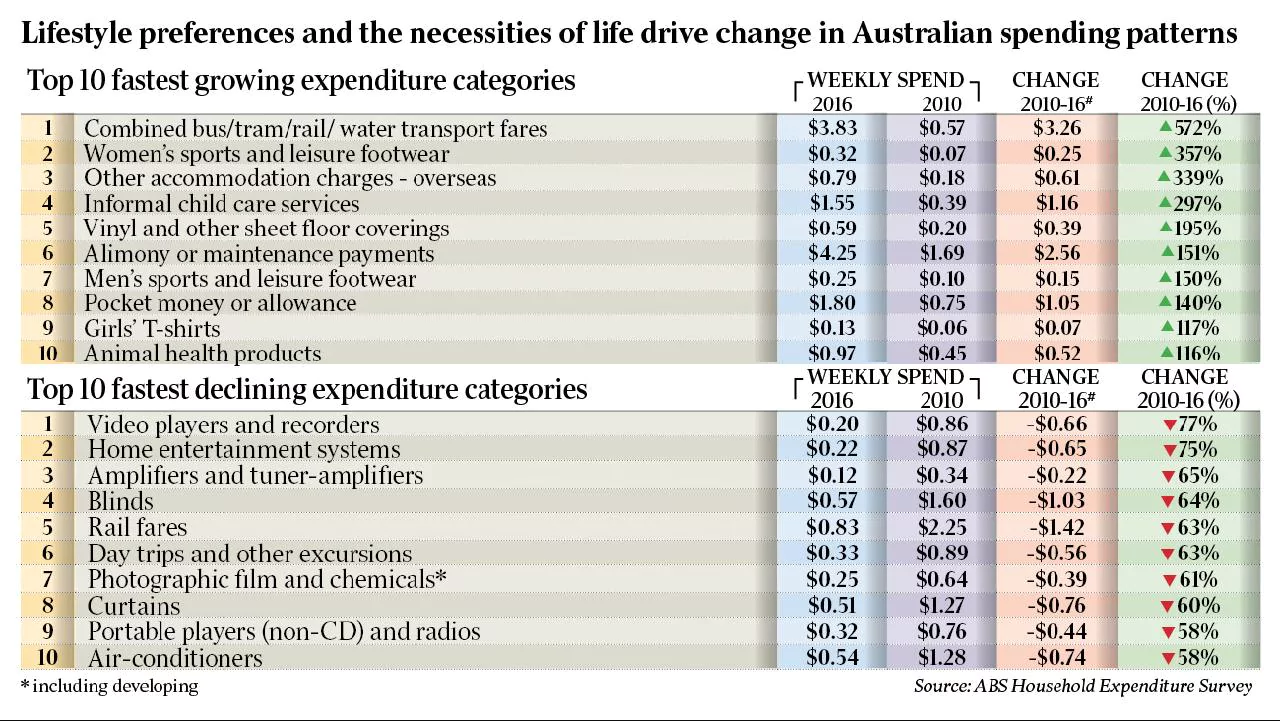 Lifestyle preferences and the necessities of life drive change in Australian spending patterns
Top 10 fastest growing expenditure categories WEEKLY SPEND CHANGE CHANGE
2016 2010 2010-16# 2010-16 (%)
1 Combined bus/tram/rail/ water transport fares $3.83 $0.57 $3.26 ▲572%
2 Women's sports and leisure footwear $0.32 $0.07 $0.25 ▲357%
3 Other accommodation charges - overseas $0.79 $0.18 $0.61 ▲339%
4 Informal child care services $1.55 $0.39 $1.16 ▲297%
5 Vinyl and other sheet floor coverings $0.59 $0.20 $0.39 ▲195%
6 Alimony or maintenance payments $4.25 $1.69 $2.56 ▲151%
7 Men's sports and leisure footwear $0.25 $0.10 $0.15 ▲150%
8 Pocket money or allowance $1.80 $0.75 $1.05 ▲140%
9 Girls' T-shirts $0.13 $0.06 $0.07 ▲117%
10 Animal health products $0.97 $0.45 $0.52 ▲116%
Top 10 fastest declining expenditure categories WEEKLY SPEND CHANGE CHANGE
2016 2010 2010-16# 2010-16 (%)
1 Video players and recorders $0.20 $0.86 -$0.66 ▼77%
2 Home entertainment systems $0.22 $0.87 -$0.65 ▼75%
3 Amplifiers and tuner-amplifiers $0.12 $0.34 -$0.22 ▼65%
4 Blinds $0.57 $1.60 -$1.03 ▼64%
5 Rail fares $0.83 $2.25 -$1.42 ▼63%
6 Day trips and other excursions $0.33 $0.89 -$0.56 ▼63%
7 Photographic film and chemicals* $0.25 $0.64 -$0.39 ▼61%
8 Curtains $0.51 $1.27 -$0.76 ▼60%
9 Portable players (non-CD) and radios $0.32 $0.76 -$0.44 ▼58%
10 Air-conditioners $0.54 $1.28 -$0.74 ▼58%
* including developing Source: ABS Household Expenditure Survey